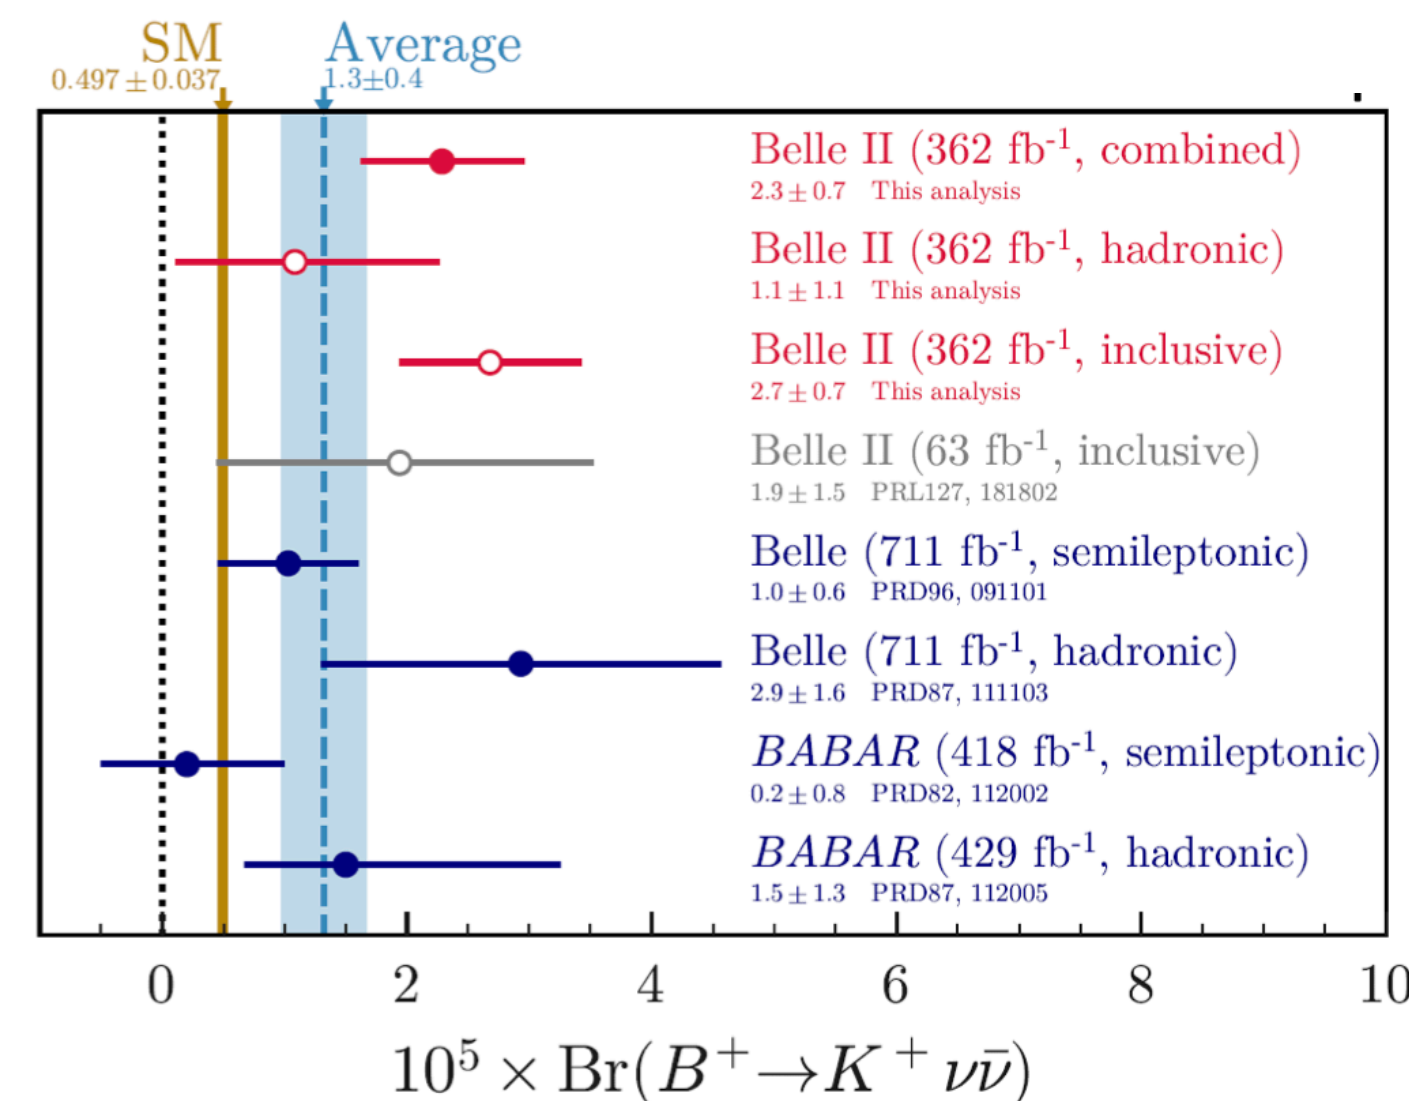 SM
0.497 ± 0.037
Average
1.3±0.4
Belle II (362 fb⁻¹, combined)
2.3 ± 0.7 This analysis
Belle II (362 fb⁻¹, hadronic)
1.1 ± 1.1 This analysis
Belle II (362 fb⁻¹, inclusive)
2.7 ± 0.7 This analysis
Belle II (63 fb⁻¹, inclusive)
1.9 ± 1.5 PRL127, 181802
Belle (711 fb⁻¹, semileptonic)
1.0 ± 0.6 PRD96, 091101
Belle (711 fb⁻¹, hadronic)
2.9 ± 1.6 PRD87, 111103
BABAR (418 fb⁻¹, semileptonic)
0.2 ± 0.8 PRD82, 112002
BABAR (429 fb⁻¹, hadronic)
1.5 ± 1.3 PRD87, 112005
0 2 4 6 8 10
10⁵ × Br(B⁺→K⁺νν̄)